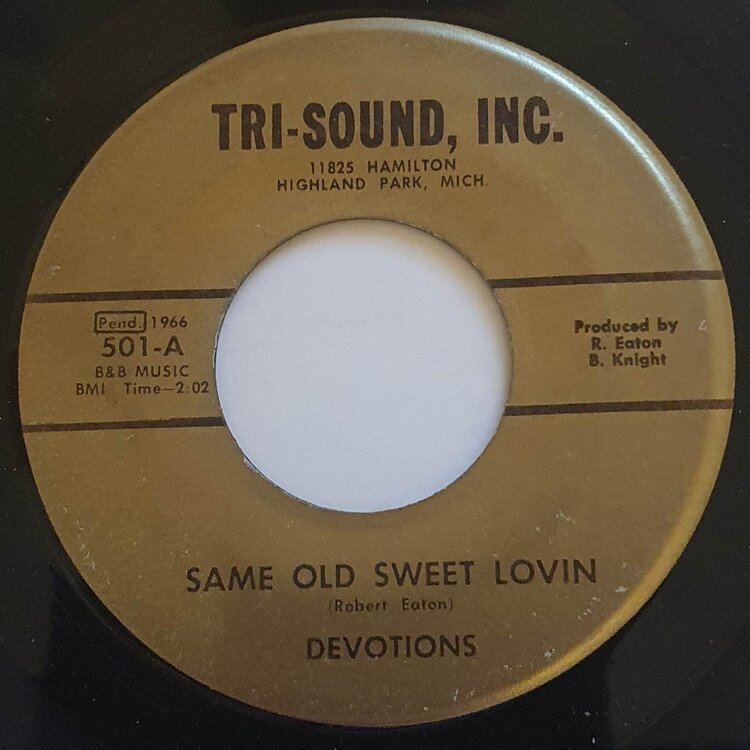 TRI-SOUND, INC.
11825 HAMILTON
HIGHLAND PARK, MICH.
Pend. 1966
501-A
B&B MUSIC
BMI Time—2:02
Produced by
R. Eaton
B. Knight
SAME OLD SWEET LOVIN
(Robert Eaton)
DEVOTIONS